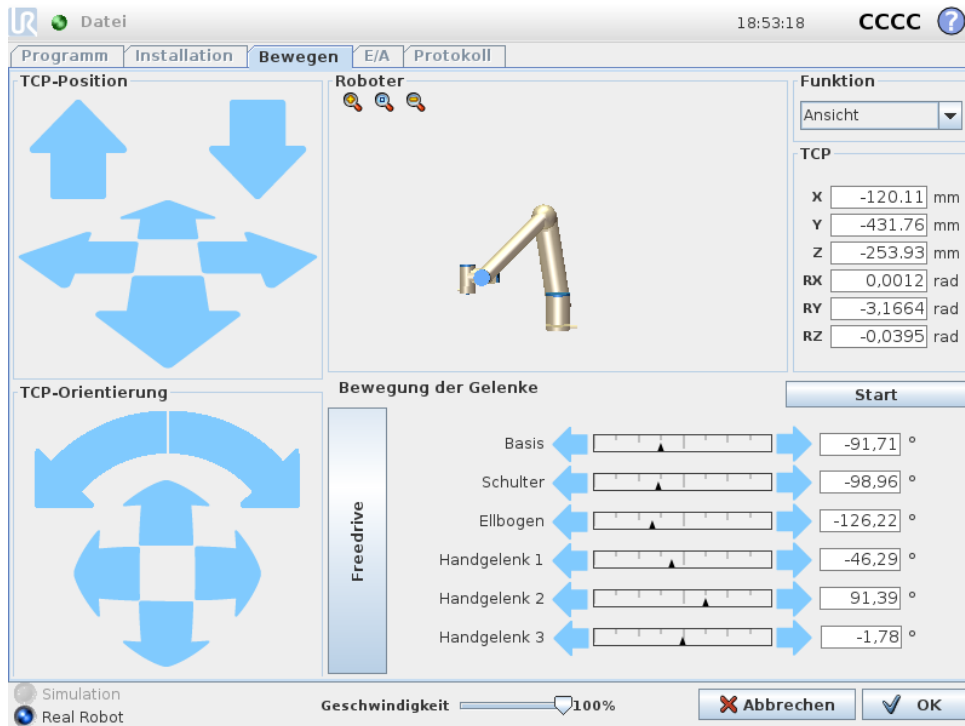 UR Datei 18:53:18 CCCC ?
Programm Installation Bewegen E/A Protokoll
TCP-Position
Roboter
Funktion
Ansicht
TCP
X -120.11 mm
Y -431.76 mm
Z -253.93 mm
RX 0,0012 rad
RY -3,1664 rad
RZ -0,0395 rad
TCP-Orientierung
Bewegung der Gelenke
Start
Freedrive
Basis -91,71 °
Schulter -98,96 °
Ellbogen -126,22 °
Handgelenk 1 -46,29 °
Handgelenk 2 91,39 °
Handgelenk 3 -1,78 °
Simulation
Real Robot
Geschwindigkeit 100%
Abbrechen
OK